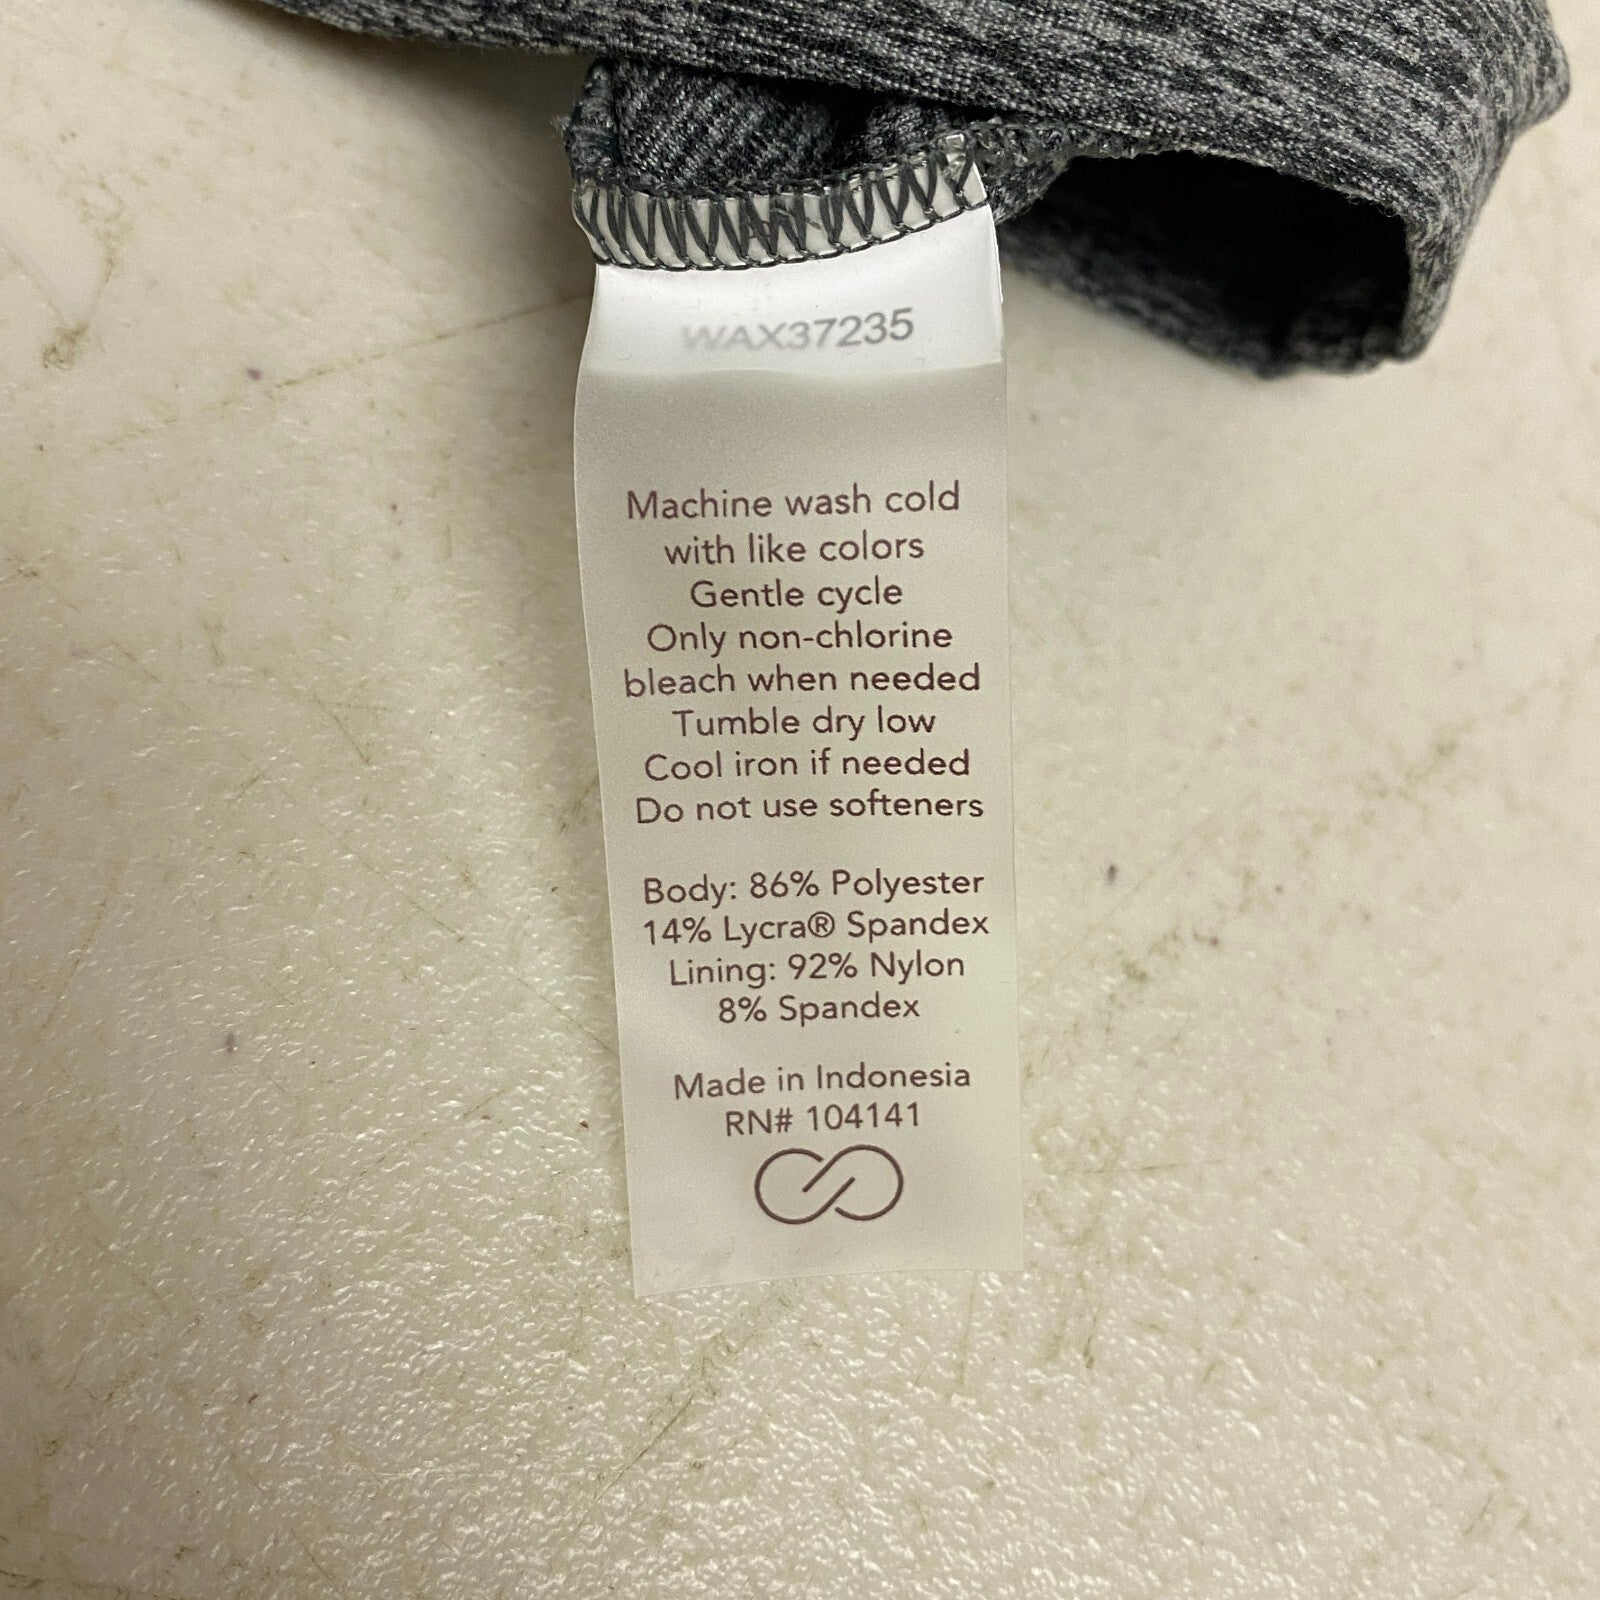 WAX37235
Machine wash cold
with like colors
Gentle cycle
Only non-chlorine
bleach when needed
Tumble dry low
Cool iron if needed
Do not use softeners
Body: 86% Polyester
14% Lycra® Spandex
Lining: 92% Nylon
8% Spandex
Made in Indonesia
RN# 104141